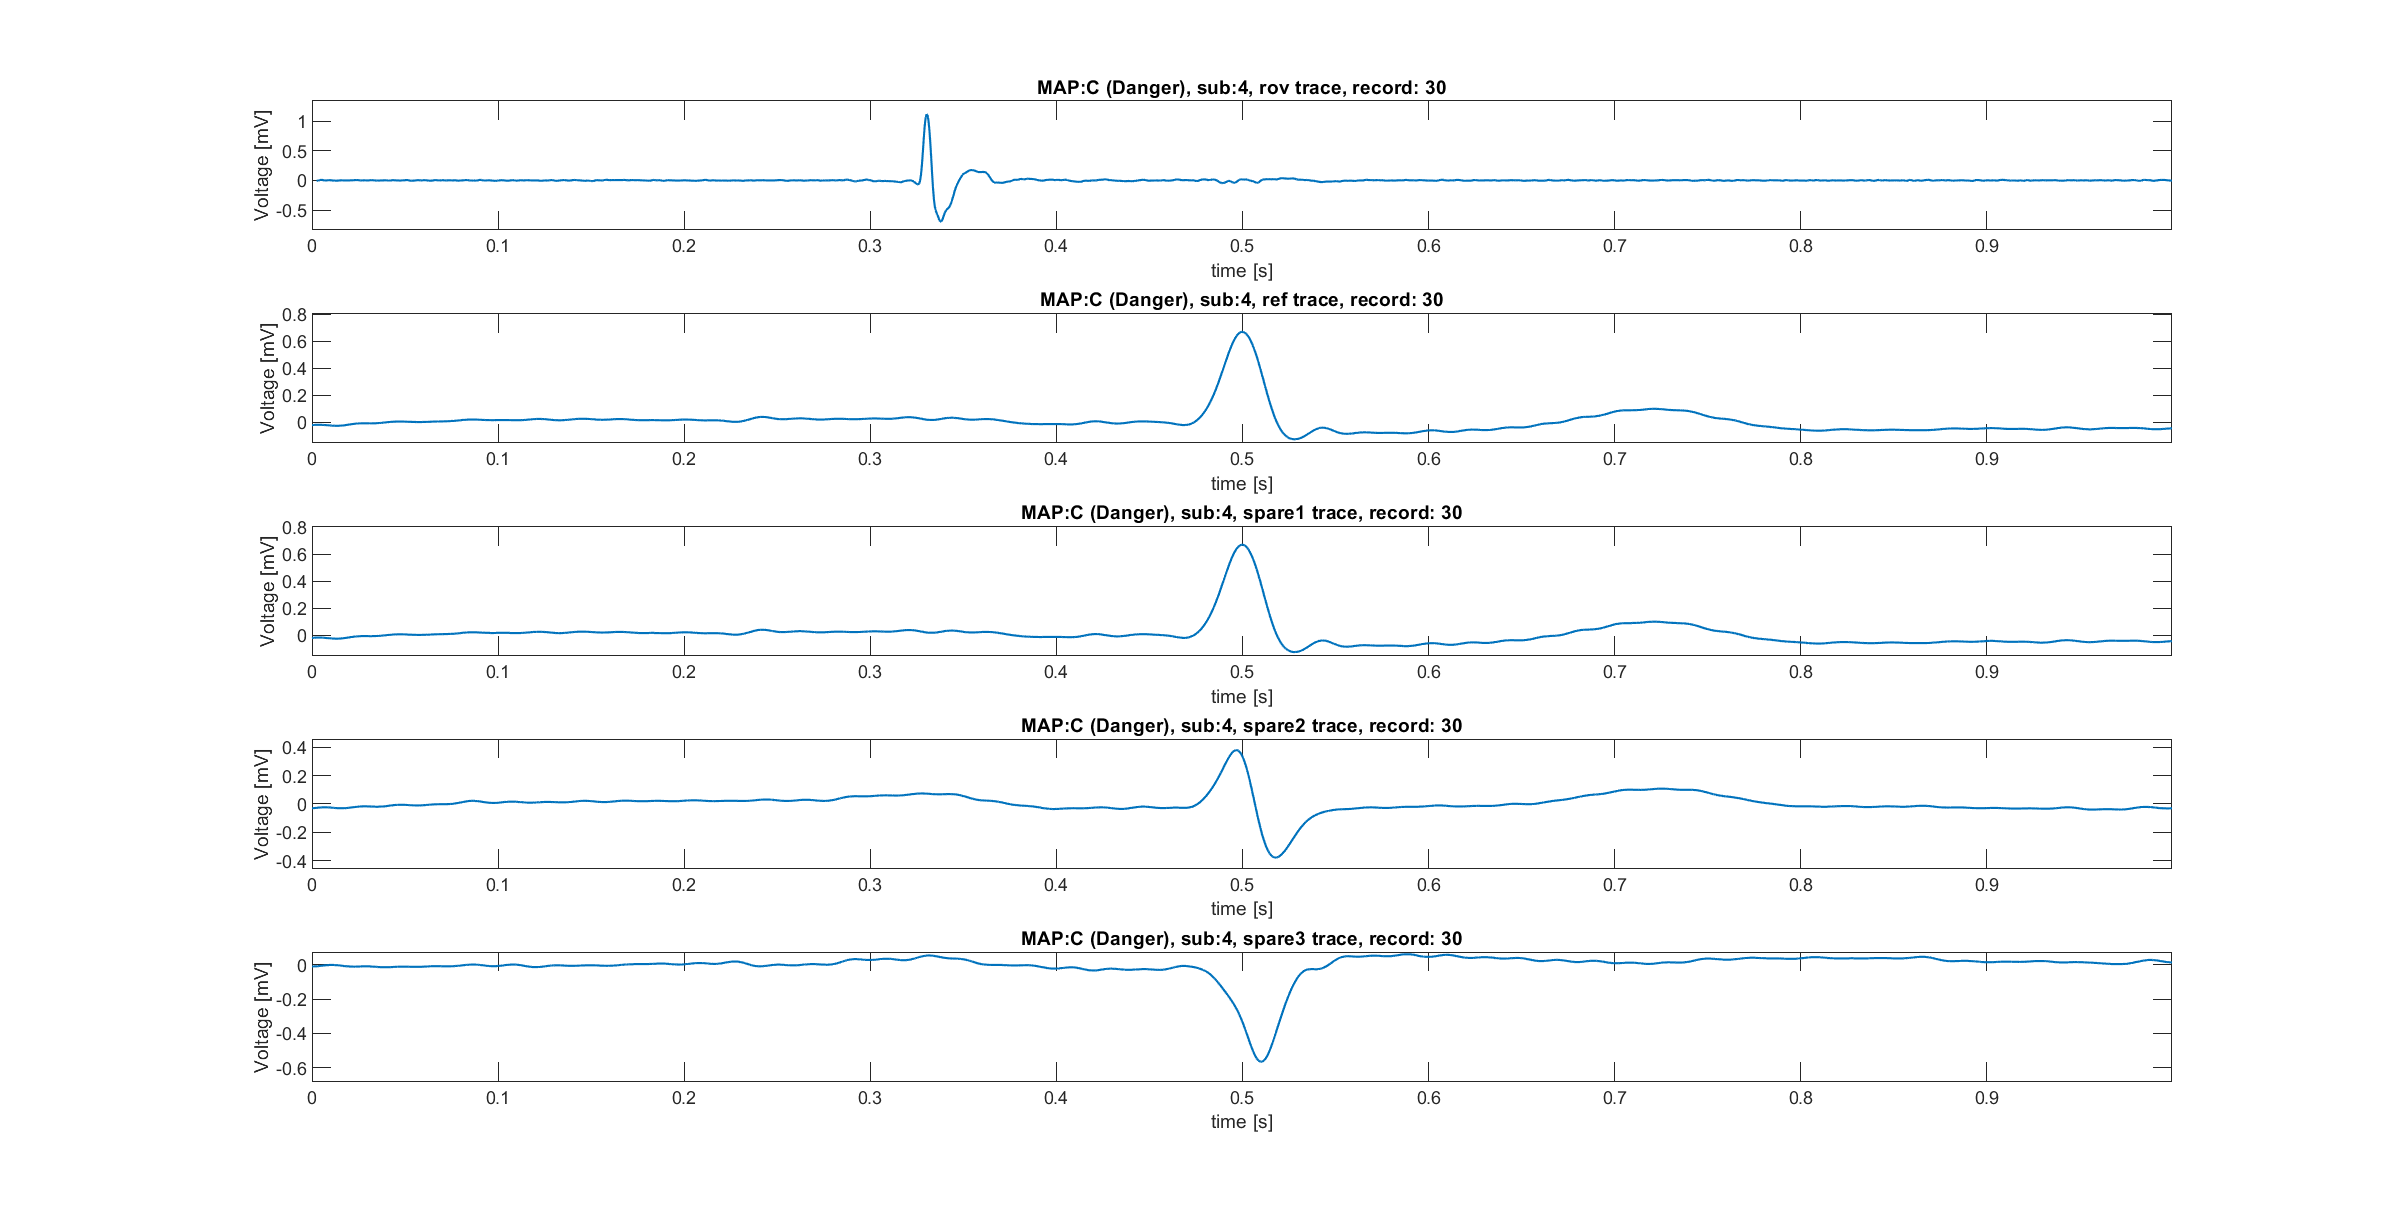 MAP:C (Danger), sub:4, rov trace, record: 30
Voltage [mV]
1
0.5
0
-0.5
0 0.1 0.2 0.3 0.4 0.5 0.6 0.7 0.8 0.9
time [s]
MAP:C (Danger), sub:4, ref trace, record: 30
Voltage [mV]
0.8
0.6
0.4
0.2
0
0 0.1 0.2 0.3 0.4 0.5 0.6 0.7 0.8 0.9
time [s]
MAP:C (Danger), sub:4, spare1 trace, record: 30
Voltage [mV]
0.8
0.6
0.4
0.2
0
0 0.1 0.2 0.3 0.4 0.5 0.6 0.7 0.8 0.9
time [s]
MAP:C (Danger), sub:4, spare2 trace, record: 30
Voltage [mV]
0.4
0.2
0
-0.2
-0.4
0 0.1 0.2 0.3 0.4 0.5 0.6 0.7 0.8 0.9
time [s]
MAP:C (Danger), sub:4, spare3 trace, record: 30
Voltage [mV]
0
-0.2
-0.4
-0.6
0 0.1 0.2 0.3 0.4 0.5 0.6 0.7 0.8 0.9
time [s]